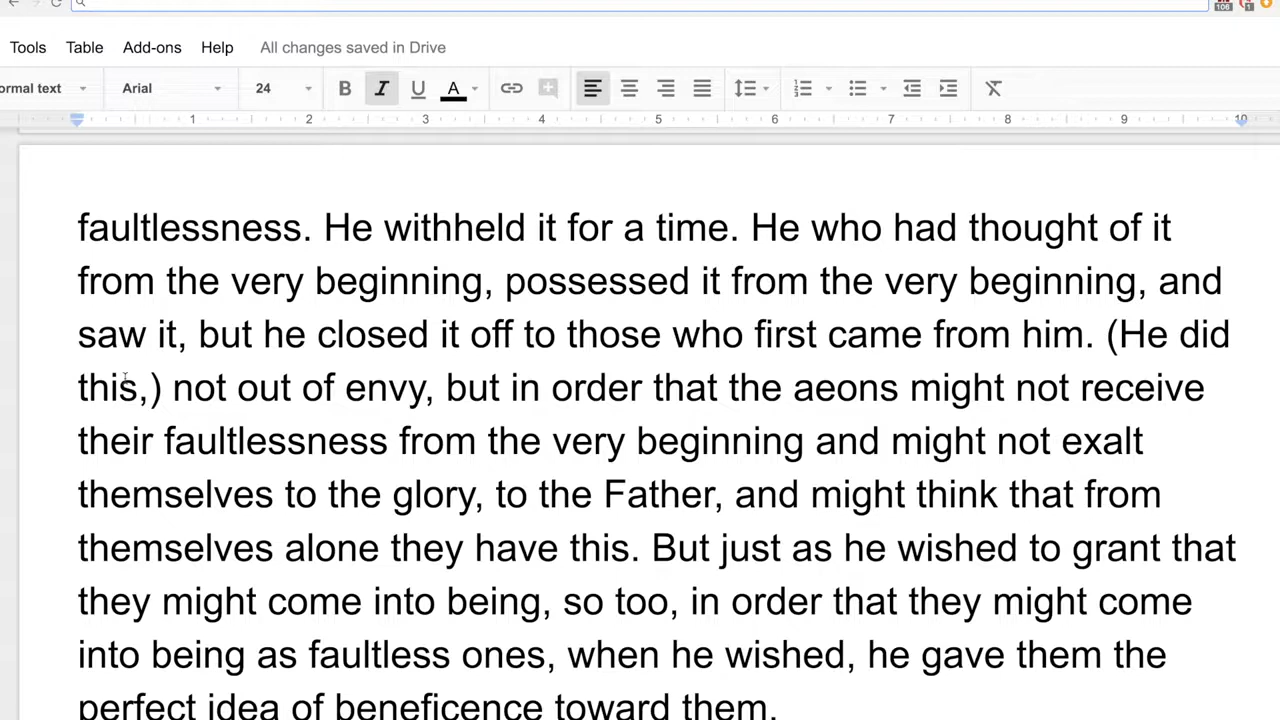 106 1
Tools Table Add-ons Help All changes saved in Drive
ormal text Arial 24 B I U A
1 2 3 4 5 6 7 8 9 10
faultlessness. He withheld it for a time. He who had thought of it
from the very beginning, possessed it from the very beginning, and
saw it, but he closed it off to those who first came from him. (He did
this,) not out of envy, but in order that the aeons might not receive
their faultlessness from the very beginning and might not exalt
themselves to the glory, to the Father, and might think that from
themselves alone they have this. But just as he wished to grant that
they might come into being, so too, in order that they might come
into being as faultless ones, when he wished, he gave them the
perfect idea of beneficence toward them.